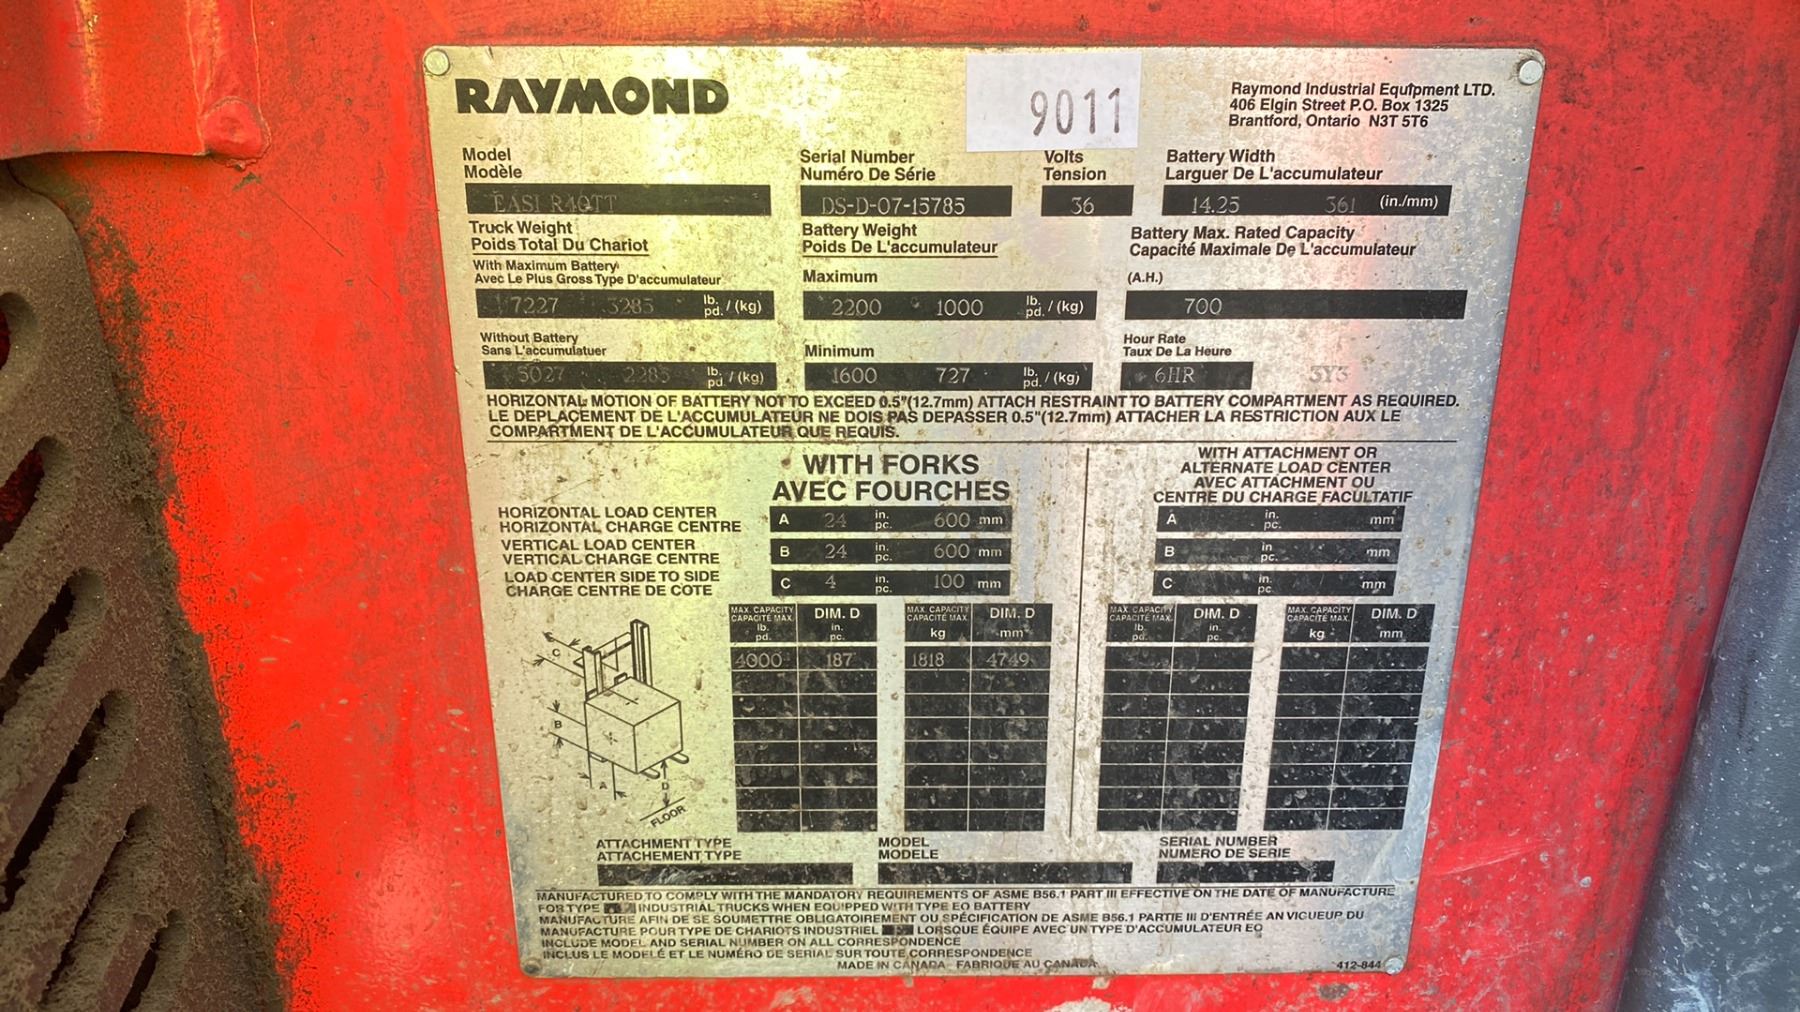 RAYMOND
9011
Raymond Industrial Equipment LTD.
406 Elgin Street P.O. Box 1325
Brantford, Ontario N3T 5T6
Model
Modèle
EASI R40TT
Serial Number
Numéro De Série
DS-D-07-15785
Volts
Tension
36
Battery Width
Larguer De L'accumulateur
14.25 361 (in./mm)
Truck Weight
Poids Total Du Chariot
With Maximum Battery
Avec Le Plus Gross Type D'accumulateur
7227 3285 lb. pd. / (kg)
Battery Weight
Poids De L'accumulateur
Maximum
2200 1000 lb. pd. / (kg)
Battery Max. Rated Capacity
Capacité Maximale De L'accumulateur
(A.H.)
700
Without Battery
Sans L'accumulatuer
5027 2285 lb. pd. / (kg)
Minimum
1600 727 lb. pd. / (kg)
Hour Rate
Taux De La Heure
6HR 3Y3
HORIZONTAL MOTION OF BATTERY NOT TO EXCEED 0.5"(12.7mm) ATTACH RESTRAINT TO BATTERY COMPARTMENT AS REQUIRED.
LE DEPLACEMENT DE L'ACCUMULATEUR NE DOIS PAS DEPASSER 0.5"(12.7mm) ATTACHER LA RESTRICTION AUX LE
COMPARTMENT DE L'ACCUMULATEUR QUE REQUIS.
WITH FORKS
AVEC FOURCHES
WITH ATTACHMENT OR
ALTERNATE LOAD CENTER
AVEC ATTACHMENT OU
CENTRE DU CHARGE FACULTATIF
HORIZONTAL LOAD CENTER
HORIZONTAL CHARGE CENTRE
A 24 in. pc. 600 mm
A in. pc. mm
VERTICAL LOAD CENTER
VERTICAL CHARGE CENTRE
B 24 in. pc. 600 mm
B in pc. mm
LOAD CENTER SIDE TO SIDE
CHARGE CENTRE DE COTE
C 4 in. pc. 100 mm
C in. pc. mm
MAX. CAPACITY CAPACITÉ MAX. lb. pd.
DIM. D in. pc.
MAX. CAPACITY CAPACITÉ MAX. kg
DIM. D mm
MAX. CAPACITY CAPACITÉ MAX. lb. pd.
DIM. D in. pc.
MAX. CAPACITY CAPACITÉ MAX. kg
DIM. D mm
4000 187 1818 4749
C
B
A
D
FLOOR
ATTACHMENT TYPE
ATTACHEMENT TYPE
MODEL
MODELE
SERIAL NUMBER
NUMERO DE SERIE
MANUFACTURED TO COMPLY WITH THE MANDATORY REQUIREMENTS OF ASME B56.1 PART III EFFECTIVE ON THE DATE OF MANUFACTURE
FOR TYPE INDUSTRIAL TRUCKS WHEN EQUIPPED WITH TYPE EO BATTERY
MANUFACTURE AFIN DE SE SOUMETTRE OBLIGATOIREMENT OU SPÉCIFICATION DE ASME B56.1 PARTIE III D'ENTRÉE AN VIGUEUR DU
MANUFACTURE POUR TYPE DE CHARIOTS INDUSTRIEL LORSQUE ÉQUIPE AVEC UN TYPE D'ACCUMULATEUR EO
INCLUDE MODEL AND SERIAL NUMBER ON ALL CORRESPONDENCE
INCLUS LE MODELÉ ET LE NUMÉRO DE SERIAL SUR TOUTE CORRESPONDENCE
MADE IN CANADA - FABRIQUE AU CANADA
412-844